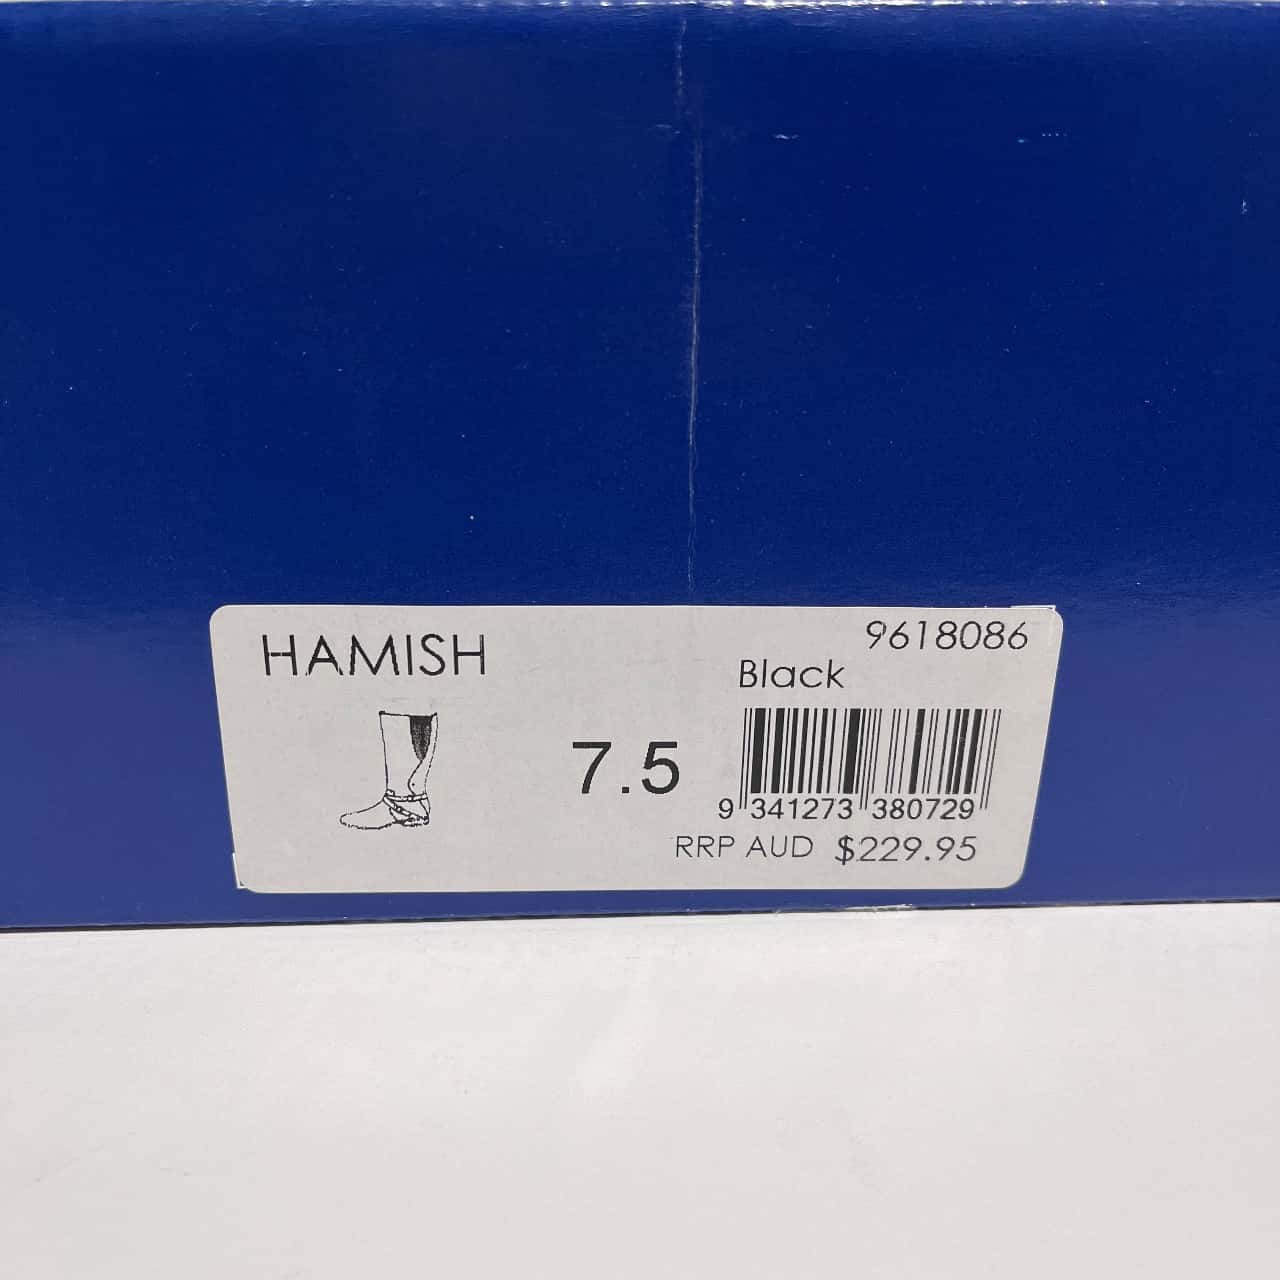 HAMISH
9618086
Black
7.5
9 341273 380729
RRP AUD $229.95